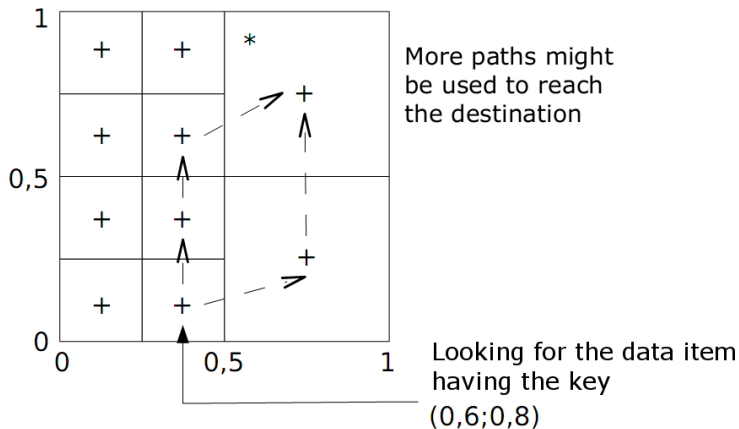 1
*
More paths might
be used to reach
the destination
0,5
0
0
0,5
1
Looking for the data item
having the key
(0,6;0,8)